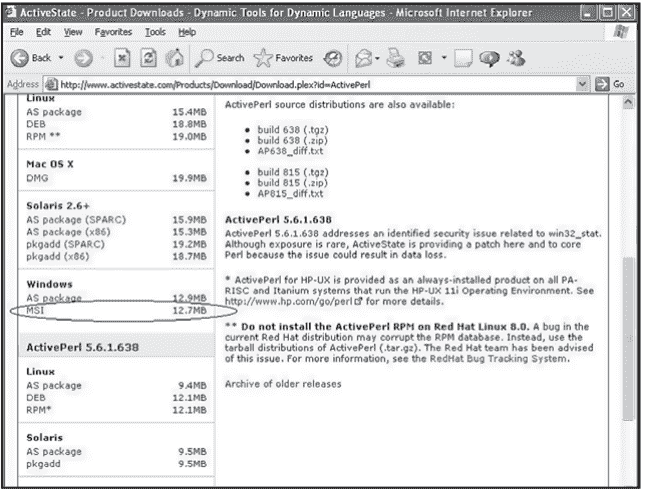 ActiveState - Product Downloads - Dynamic Tools for Dynamic Languages - Microsoft Internet Explorer
File Edit View Favorites Tools Help
Back Search Favorites
Address http://www.activestate.com/Products/Download/Download.plex?id=ActivePerl Go
Linux
AS package 15.4MB
DEB 18.8MB
RPM ** 19.0MB
Mac OS X
DMG 19.9MB
Solaris 2.6+
AS package (SPARC) 15.9MB
AS package (x86) 15.3MB
pkgadd (SPARC) 19.2MB
pkgadd (x86) 18.7MB
Windows
AS package 12.9MB
MSI 12.7MB
ActivePerl 5.6.1.638
Linux
AS package 9.4MB
DEB 12.1MB
RPM* 12.1MB
Solaris
AS package 9.5MB
pkgadd 9.5MB
ActivePerl source distributions are also available:
• build 638 (.tgz)
• build 638 (.zip)
• AP638_diff.txt
• build 815 (.tgz)
• build 815 (.zip)
• AP815_diff.txt
ActivePerl 5.6.1.638
ActivePerl 5.6.1.638 addresses an identified security issue related to win32_stat.
Although exposure is rare, ActiveState is providing a patch here and to core
Perl because the issue could result in data loss.
* ActivePerl for HP-UX is provided as an always-installed product on all PA-
RISC and Itanium systems that run the HP-UX 11i Operating Environment. See
http://www.hp.com/go/perl for more details.
** Do not install the ActivePerl RPM on Red Hat Linux 8.0. A bug in the
current Red Hat distribution may corrupt the RPM database. Instead, use the
tarball distributions of ActivePerl (.tar.gz). The Red Hat team has been advised
of this issue. For more information, see the RedHat Bug Tracking System.
Archive of older releases